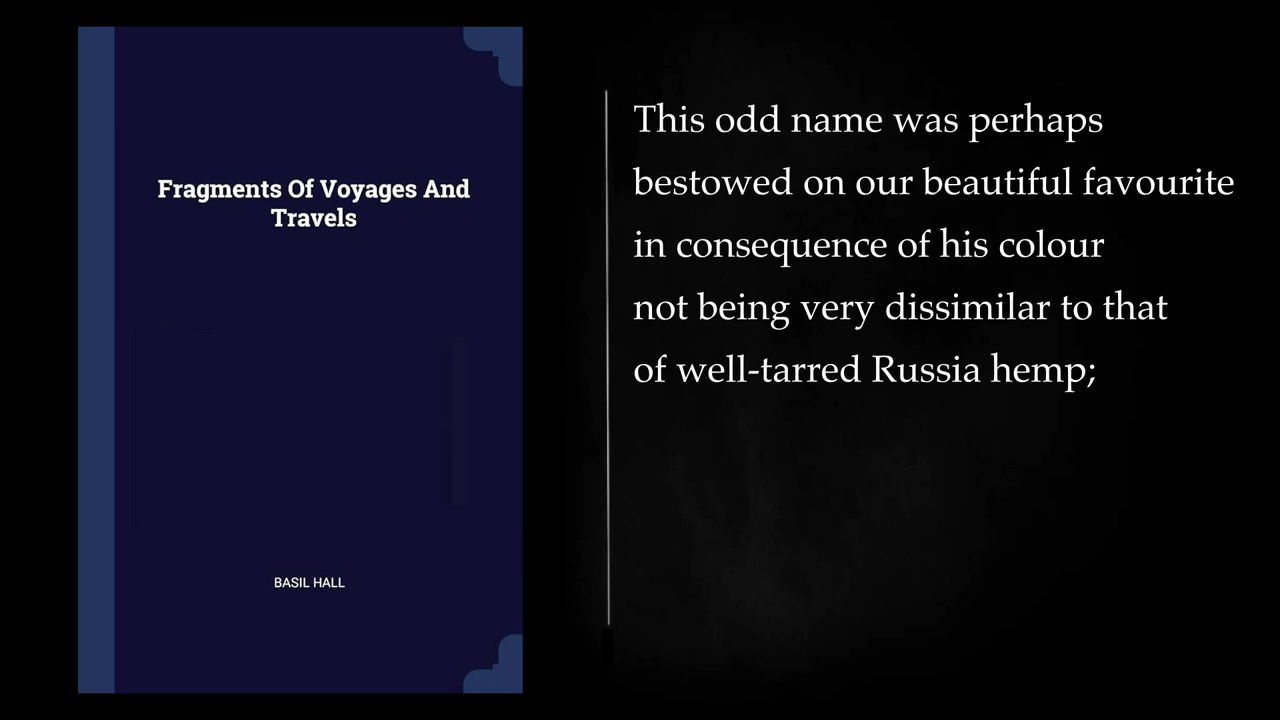 Fragments Of Voyages And
Travels
BASIL HALL
This odd name was perhaps
bestowed on our beautiful favourite
in consequence of his colour
not being very dissimilar to that
of well-tarred Russia hemp;